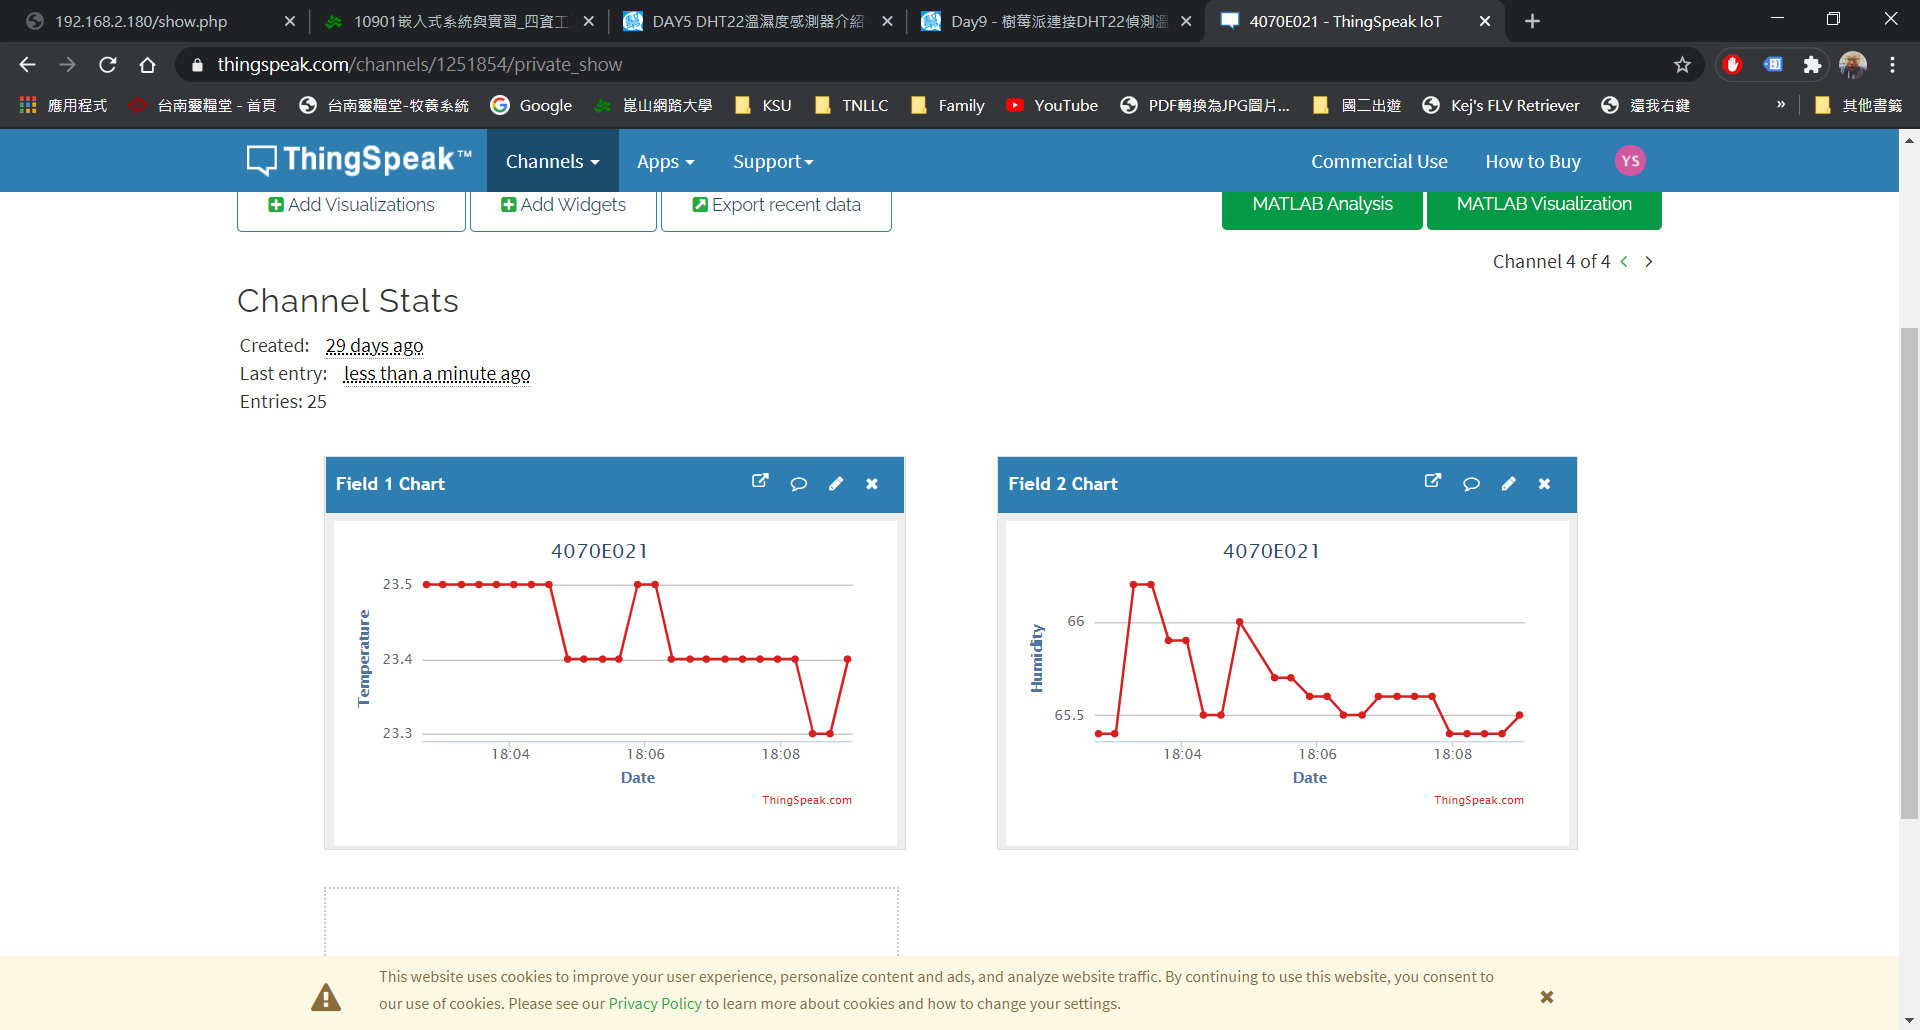 192.168.2.180/show.php
10901嵌入式系統與實習_四資工
DAY5 DHT22溫濕度感測器介紹
Day9 - 樹莓派連接DHT22偵測溫
4070E021 - ThingSpeak IoT
thingspeak.com/channels/1251854/private_show
應用程式
台南靈糧堂 - 首頁
台南靈糧堂-牧養系統
Google
崑山網路大學
KSU
TNLLC
Family
YouTube
PDF轉換為JPG圖片...
國二出遊
Kej's FLV Retriever
還我右鍵
»
其他書籤
ThingSpeak™
Channels
Apps
Support
Commercial Use
How to Buy
YS
Add Visualizations
Add Widgets
Export recent data
MATLAB Analysis
MATLAB Visualization
Channel 4 of 4 < >
Channel Stats
Created: 29 days ago
Last entry: less than a minute ago
Entries: 25
Field 1 Chart
4070E021
Temperature
23.5
23.4
23.3
18:04 18:06 18:08
Date
ThingSpeak.com
Field 2 Chart
4070E021
Humidity
66
65.5
18:04 18:06 18:08
Date
ThingSpeak.com
This website uses cookies to improve your user experience, personalize content and ads, and analyze website traffic. By continuing to use this website, you consent to
our use of cookies. Please see our Privacy Policy to learn more about cookies and how to change your settings.